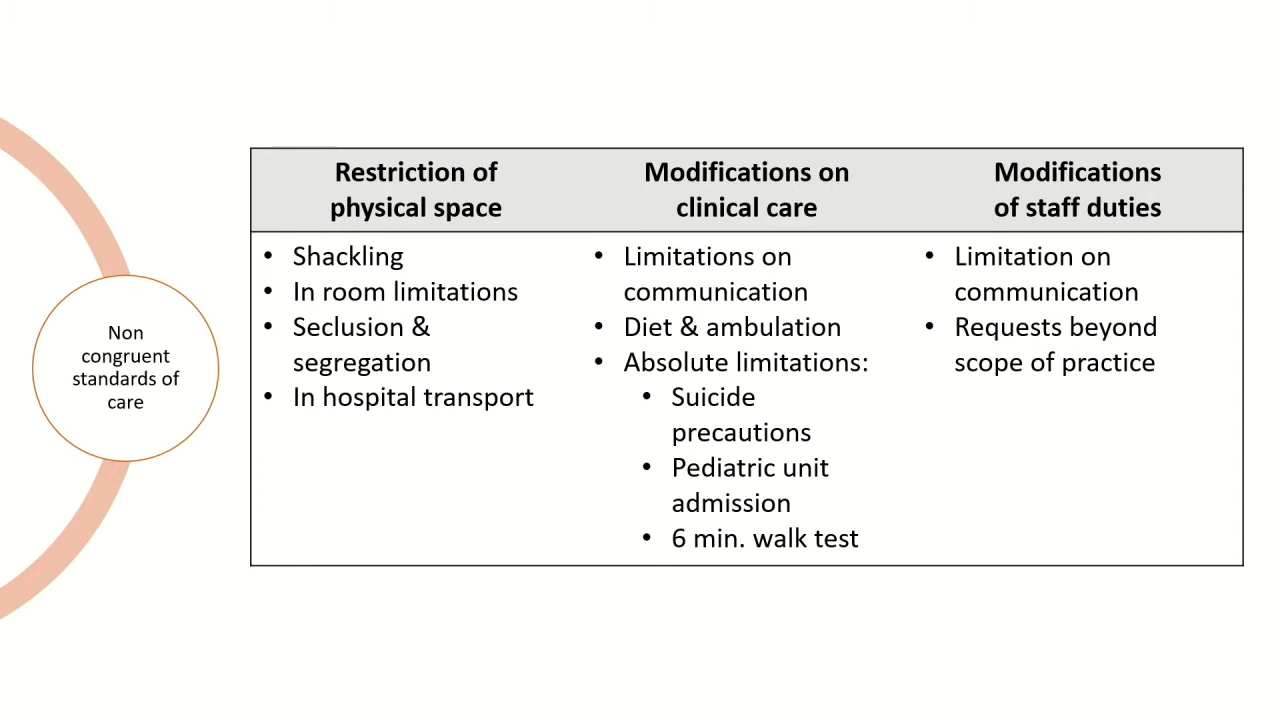 Non
congruent
standards of
care
Restriction of
physical space
• Shackling
• In room limitations
• Seclusion &
segregation
• In hospital transport
Modifications on
clinical care
• Limitations on
communication
• Diet & ambulation
• Absolute limitations:
• Suicide
precautions
• Pediatric unit
admission
• 6 min. walk test
Modifications
of staff duties
• Limitation on
communication
• Requests beyond
scope of practice